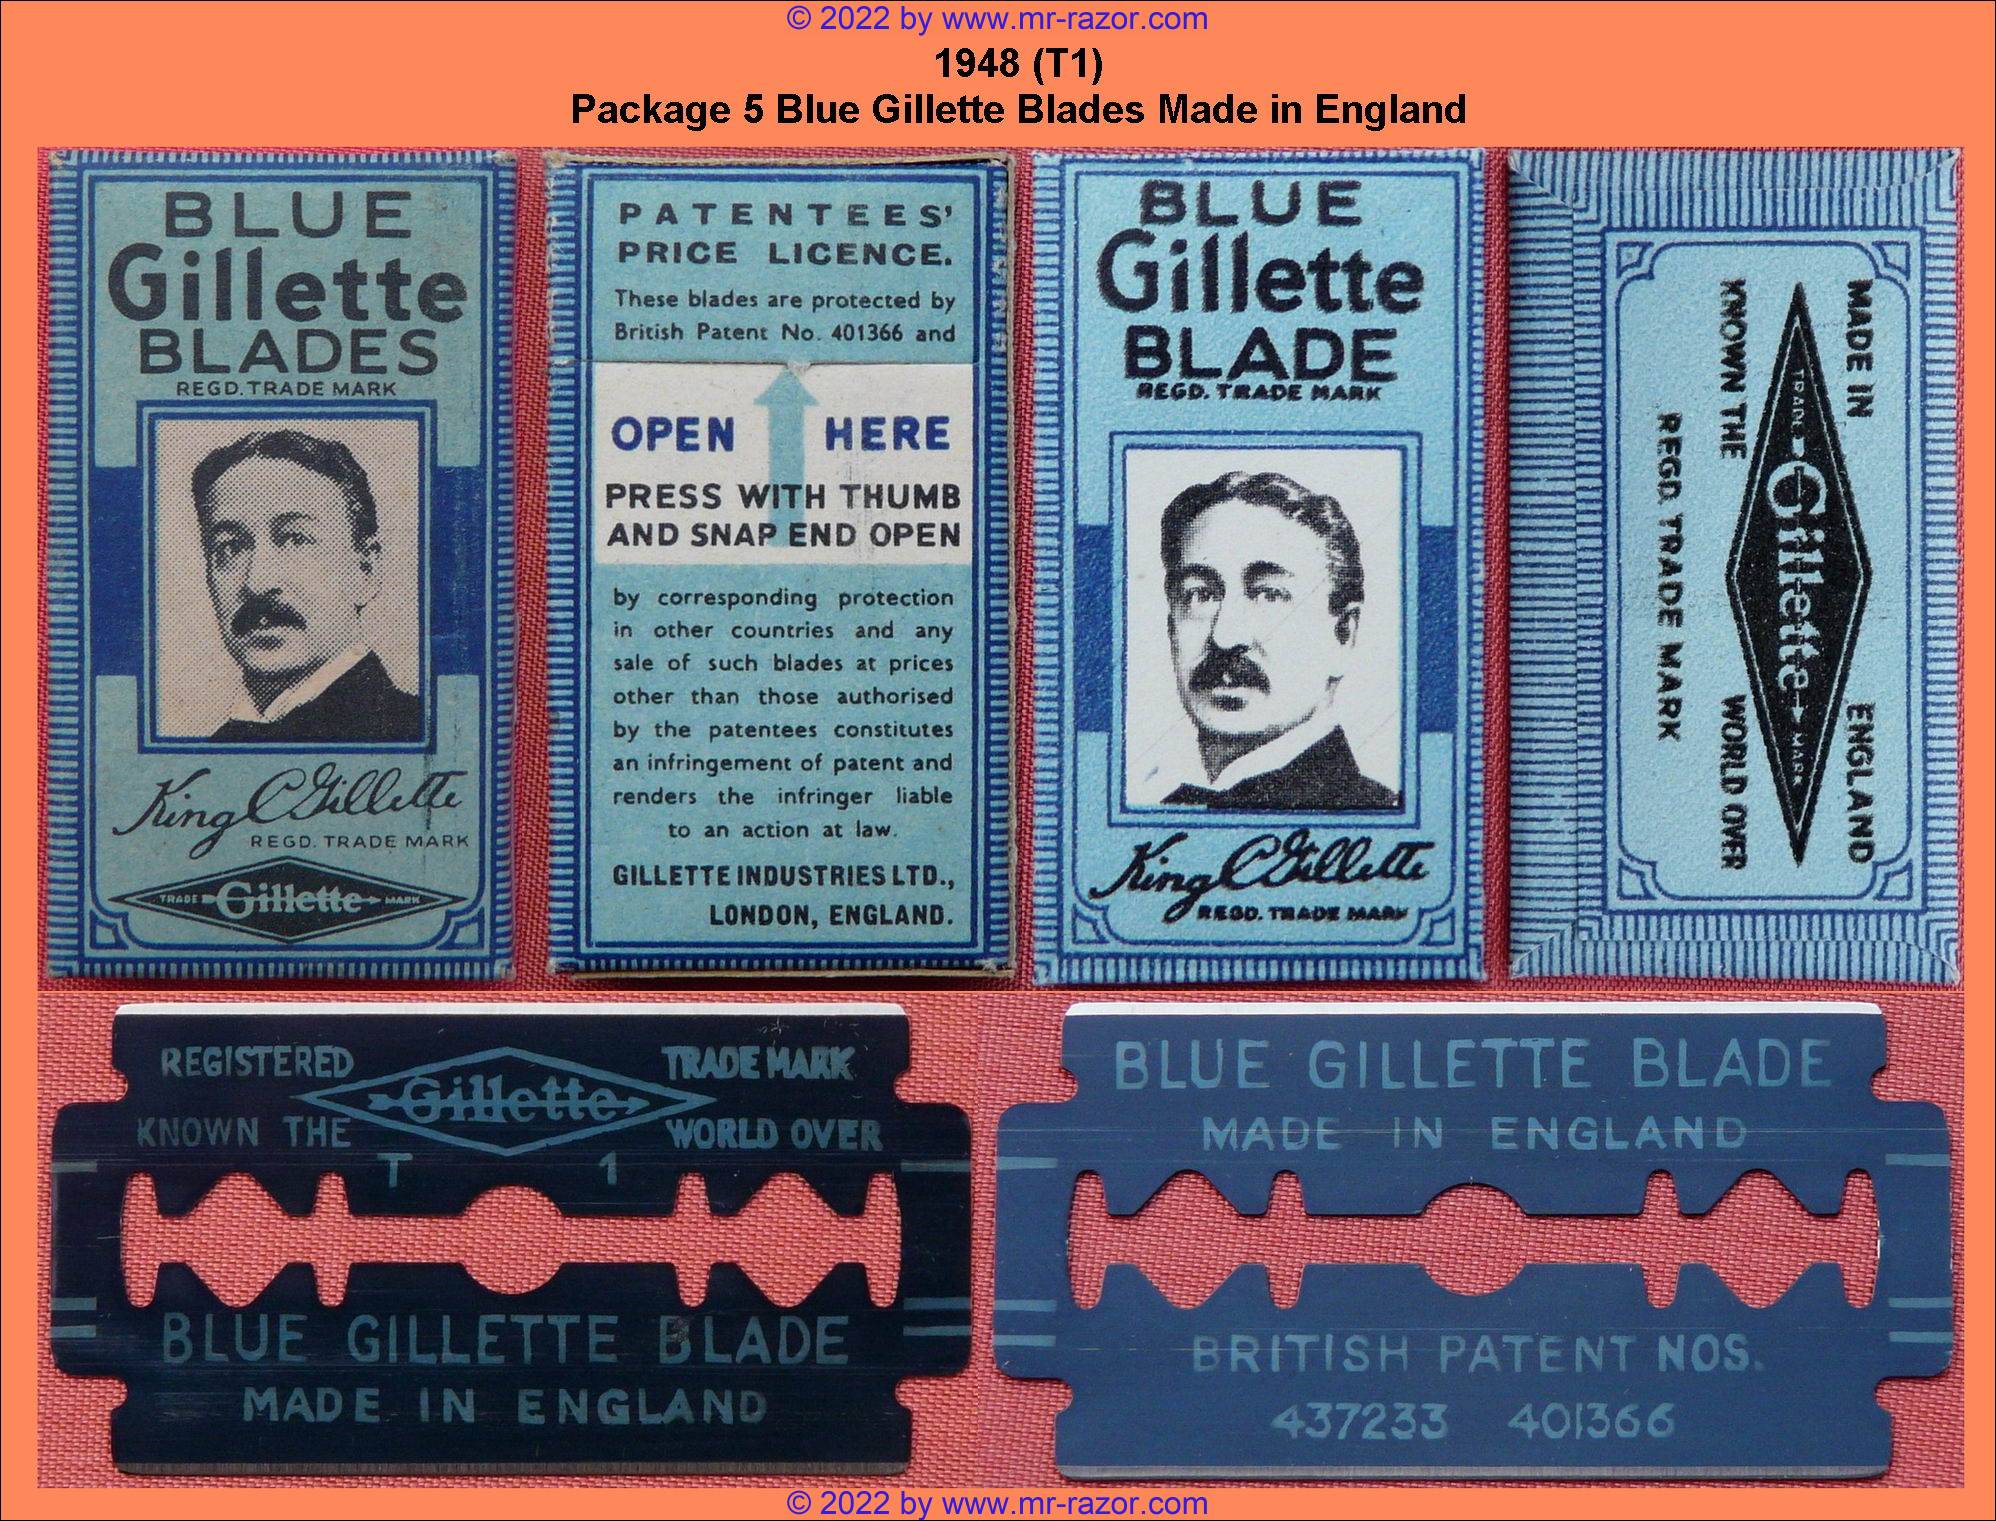 © 2022 by www.mr-razor.com
1948 (T1)
Package 5 Blue Gillette Blades Made in England
BLUE
Gillette
BLADES
REGD. TRADE MARK
King C Gillette
REGD. TRADE MARK
TRADE Gillette MARK
PATENTEES'
PRICE LICENCE.
These blades are protected by
British Patent No. 401366 and
OPEN HERE
PRESS WITH THUMB
AND SNAP END OPEN
by corresponding protection
in other countries and any
sale of such blades at prices
other than those authorised
by the patentees constitutes
an infringement of patent and
renders the infringer liable
to an action at law.
GILLETTE INDUSTRIES LTD.,
LONDON, ENGLAND.
BLUE
Gillette
BLADE
REGD. TRADE MARK
King C Gillette
REGD. TRADE MARK
MADE IN ENGLAND
TRADE Gillette MARK
KNOWN THE WORLD OVER
REGD. TRADE MARK
REGISTERED Gillette TRADE MARK
KNOWN THE WORLD OVER
T 1
BLUE GILLETTE BLADE
MADE IN ENGLAND
BLUE GILLETTE BLADE
MADE IN ENGLAND
BRITISH PATENT NOS.
437233 401366
© 2022 by www.mr-razor.com